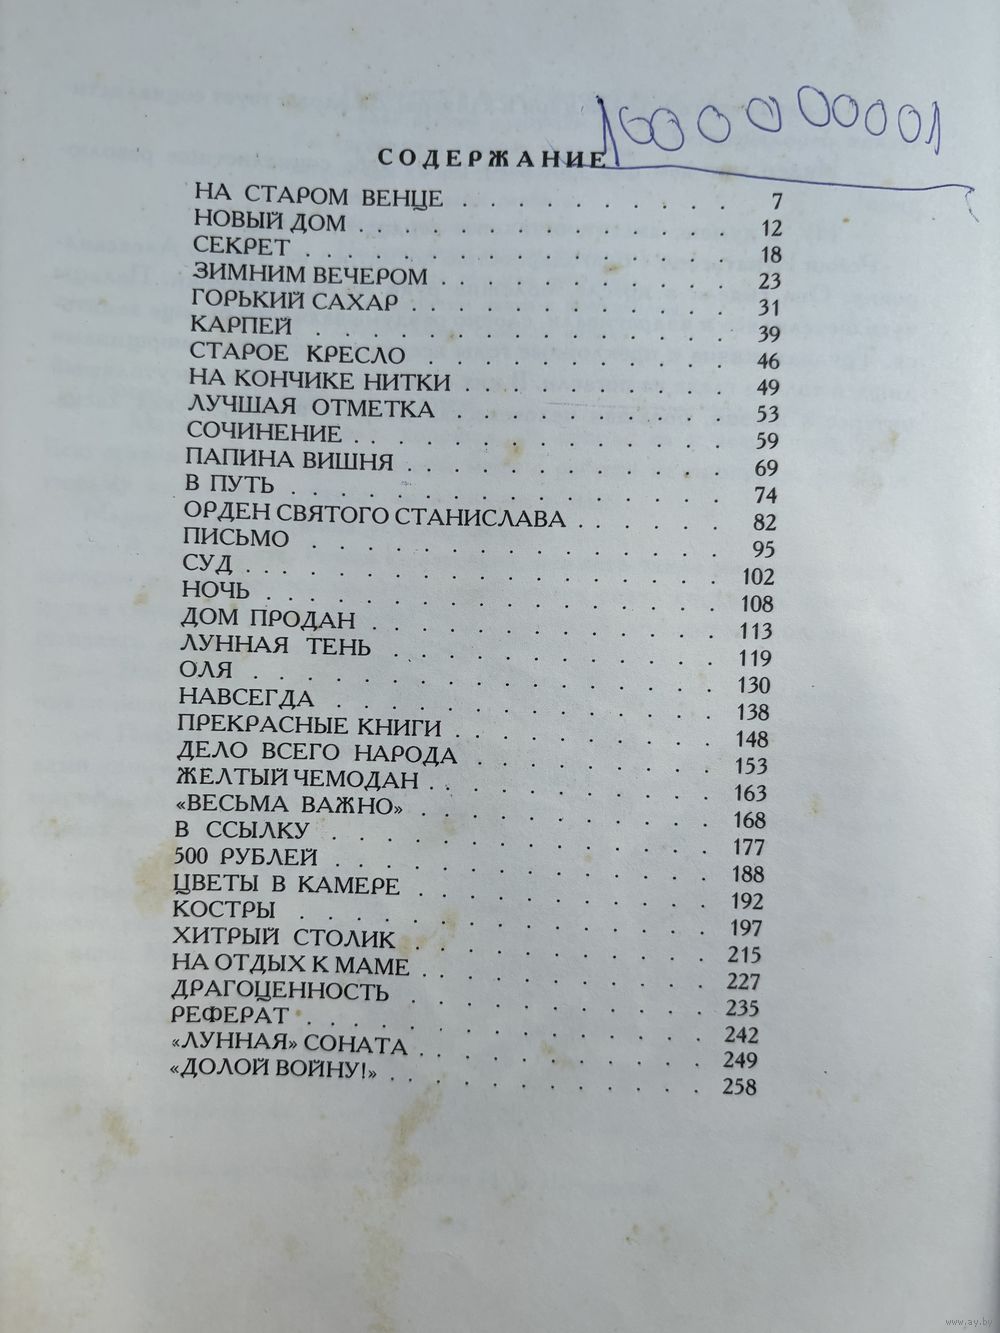 1000000001
СОДЕРЖАНИЕ
НА СТАРОМ ВЕНЦЕ . . . . . . . . . . . 7
НОВЫЙ ДОМ . . . . . . . . . . . . . . 12
СЕКРЕТ . . . . . . . . . . . . . . . 18
ЗИМНИМ ВЕЧЕРОМ . . . . . . . . . . . 23
ГОРЬКИЙ САХАР . . . . . . . . . . . . 31
КАРПЕЙ . . . . . . . . . . . . . . . 39
СТАРОЕ КРЕСЛО . . . . . . . . . . . . 46
НА КОНЧИКЕ НИТКИ . . . . . . . . . . 49
ЛУЧШАЯ ОТМЕТКА . . . . . . . . . . . 53
СОЧИНЕНИЕ . . . . . . . . . . . . . . 59
ПАПИНА ВИШНЯ . . . . . . . . . . . . 69
В ПУТЬ . . . . . . . . . . . . . . . 74
ОРДЕН СВЯТОГО СТАНИСЛАВА . . . . . . 82
ПИСЬМО . . . . . . . . . . . . . . . 95
СУД . . . . . . . . . . . . . . . . . 102
НОЧЬ . . . . . . . . . . . . . . . . 108
ДОМ ПРОДАН . . . . . . . . . . . . . 113
ЛУННАЯ ТЕНЬ . . . . . . . . . . . . . 119
ОЛЯ . . . . . . . . . . . . . . . . . 130
НАВСЕГДА . . . . . . . . . . . . . . 138
ПРЕКРАСНЫЕ КНИГИ . . . . . . . . . . 148
ДЕЛО ВСЕГО НАРОДА . . . . . . . . . . 153
ЖЕЛТЫЙ ЧЕМОДАН . . . . . . . . . . . 163
«ВЕСЬМА ВАЖНО» . . . . . . . . . . . 168
В ССЫЛКУ . . . . . . . . . . . . . . 177
500 РУБЛЕЙ . . . . . . . . . . . . . 188
ЦВЕТЫ В КАМЕРЕ . . . . . . . . . . . 192
КОСТРЫ . . . . . . . . . . . . . . . 197
ХИТРЫЙ СТОЛИК . . . . . . . . . . . . 215
НА ОТДЫХ К МАМЕ . . . . . . . . . . . 227
ДРАГОЦЕННОСТЬ . . . . . . . . . . . . 235
РЕФЕРАТ . . . . . . . . . . . . . . . 242
«ЛУННАЯ» СОНАТА . . . . . . . . . . . 249
«ДОЛОЙ ВОЙНУ!» . . . . . . . . . . . 258
www.ay.by